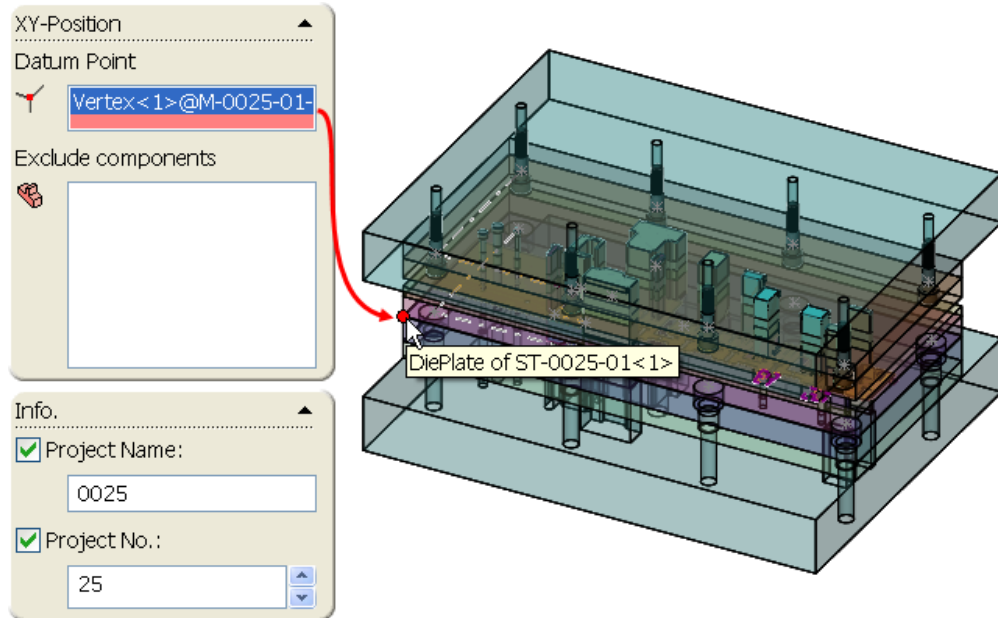 XY-Position
Datum Point
Vertex<1>@M-0025-01-
Exclude components
DiePlate of ST-0025-01<1>
Info.
Project Name:
0025
Project No.:
25